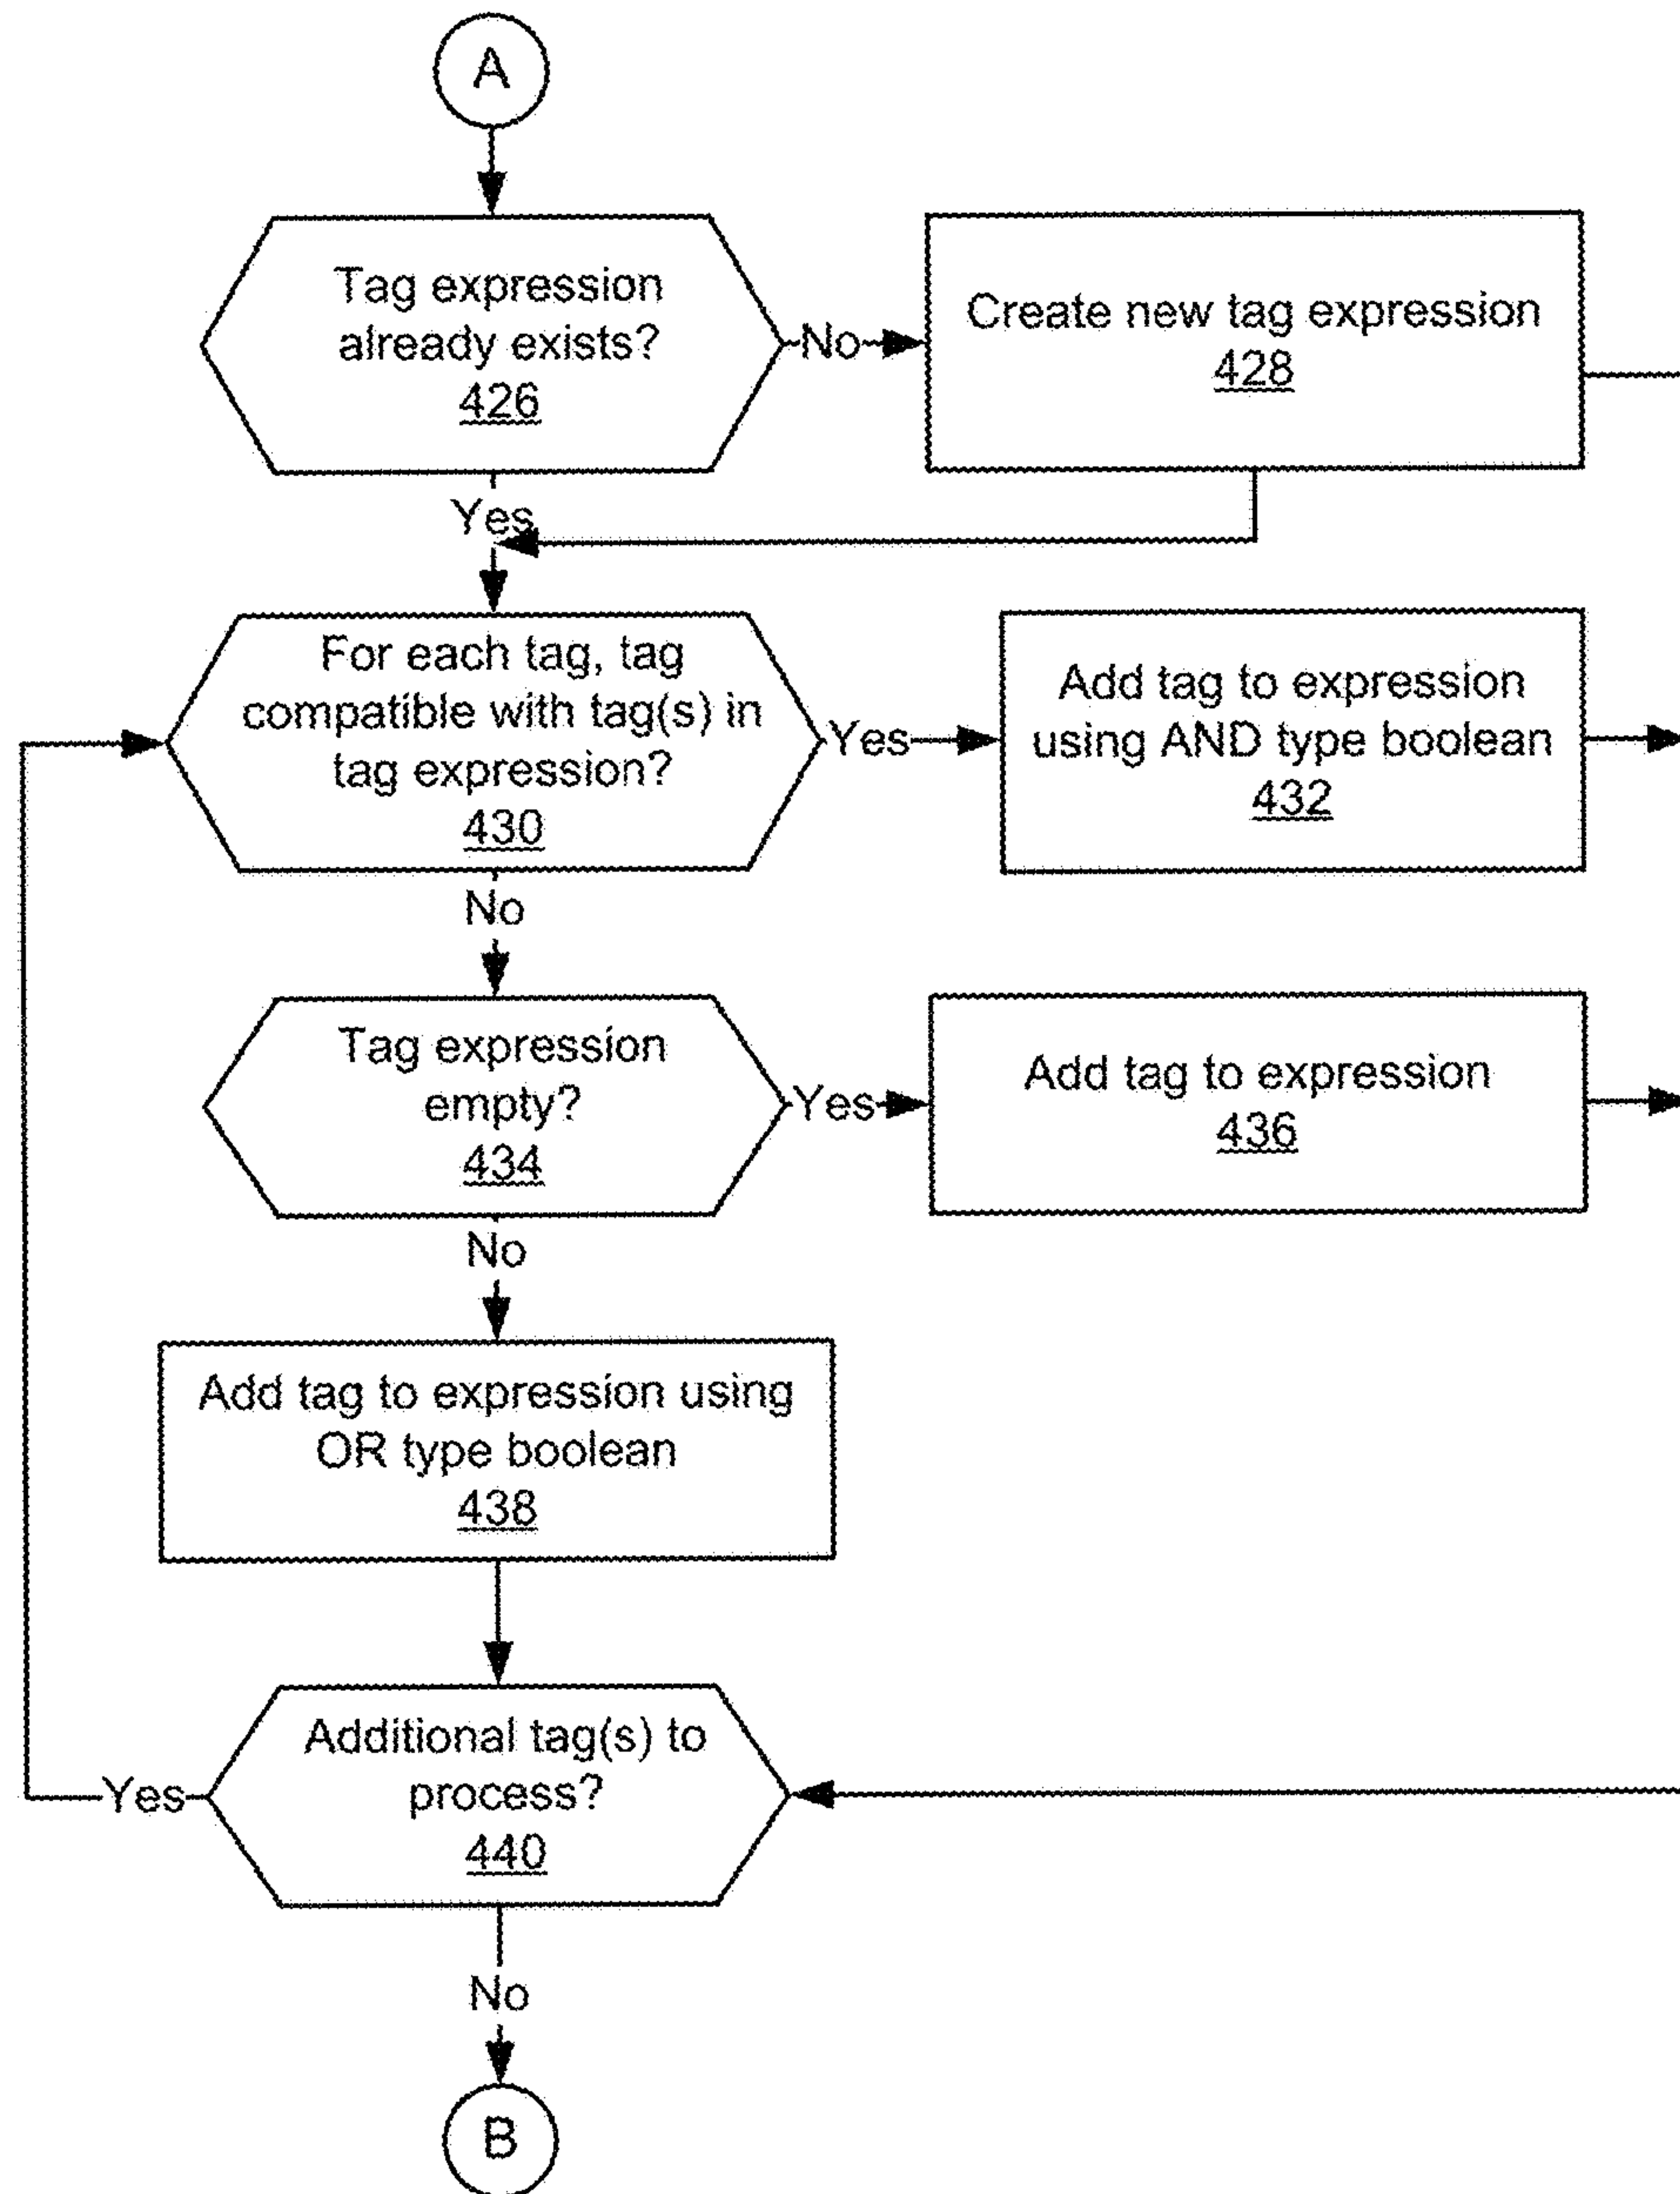 A
Tag expression
already exists?
426
No
Create new tag expression
428
Yes
For each tag, tag
compatible with tag(s) in
tag expression?
430
Yes
Add tag to expression
using AND type boolean
432
No
Tag expression
empty?
434
Yes
Add tag to expression
436
No
Add tag to expression using
OR type boolean
438
Additional tag(s) to
process?
440
Yes
No
B